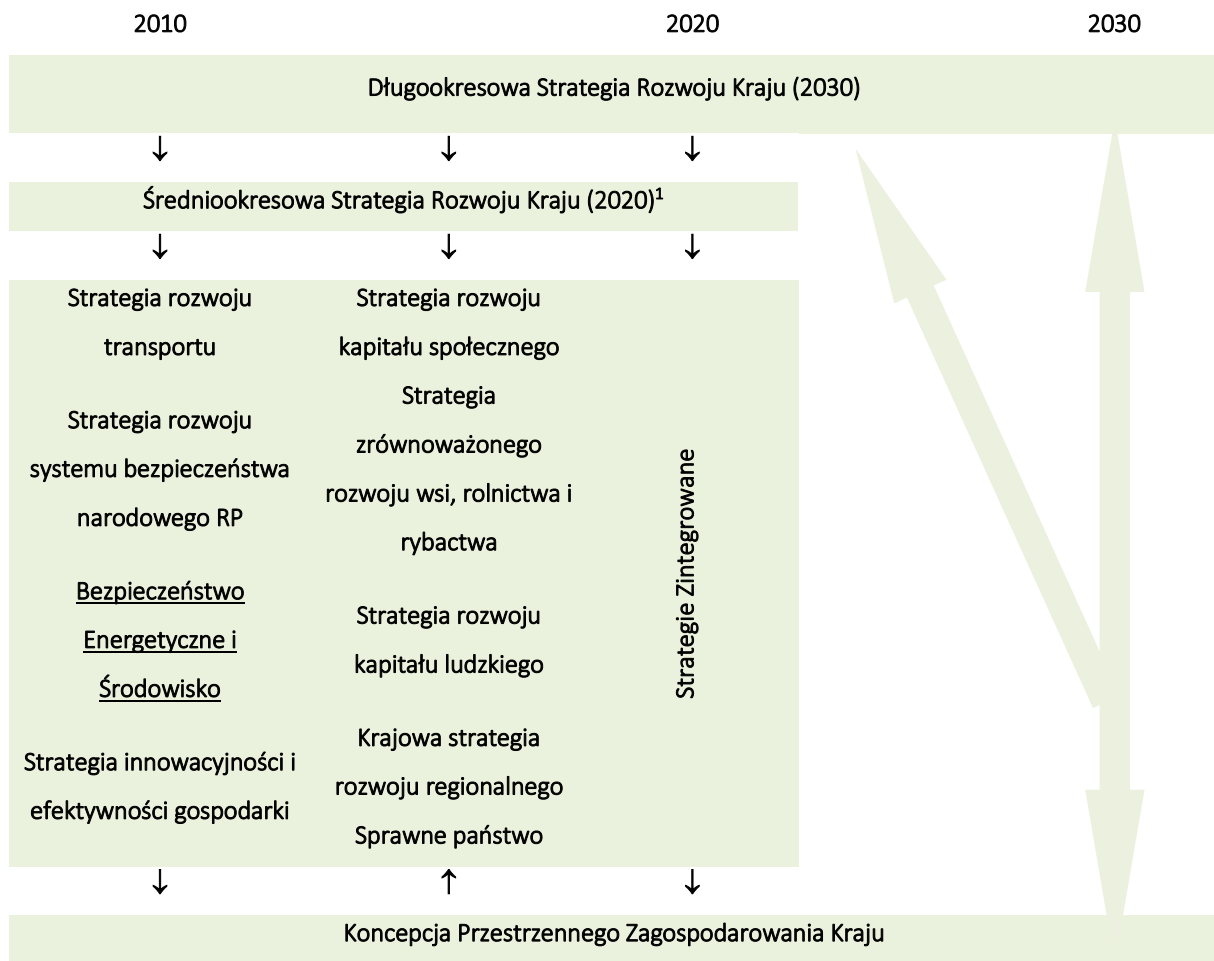 2010 2020 2030
Długookresowa Strategia Rozwoju Kraju (2030)
↓ ↓ ↓
Średniookresowa Strategia Rozwoju Kraju (2020)¹
↓ ↓ ↓
Strategia rozwoju
transportu
Strategia rozwoju
systemu bezpieczeństwa
narodowego RP
Bezpieczeństwo
Energetyczne i
Środowisko
Strategia innowacyjności i
efektywności gospodarki
Strategia rozwoju
kapitału społecznego
Strategia
zrównoważonego
rozwoju wsi, rolnictwa i
rybactwa
Strategia rozwoju
kapitału ludzkiego
Krajowa strategia
rozwoju regionalnego
Sprawne państwo
Strategie Zintegrowane
↓ ↑ ↓
Koncepcja Przestrzennego Zagospodarowania Kraju